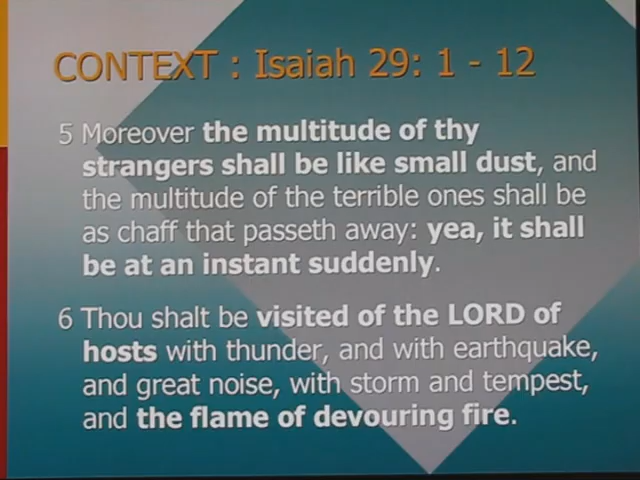 CONTEXT : Isaiah 29: 1 - 12
5 Moreover the multitude of thy
strangers shall be like small dust, and
the multitude of the terrible ones shall be
as chaff that passeth away: yea, it shall
be at an instant suddenly.
6 Thou shalt be visited of the LORD of
hosts with thunder, and with earthquake,
and great noise, with storm and tempest,
and the flame of devouring fire.